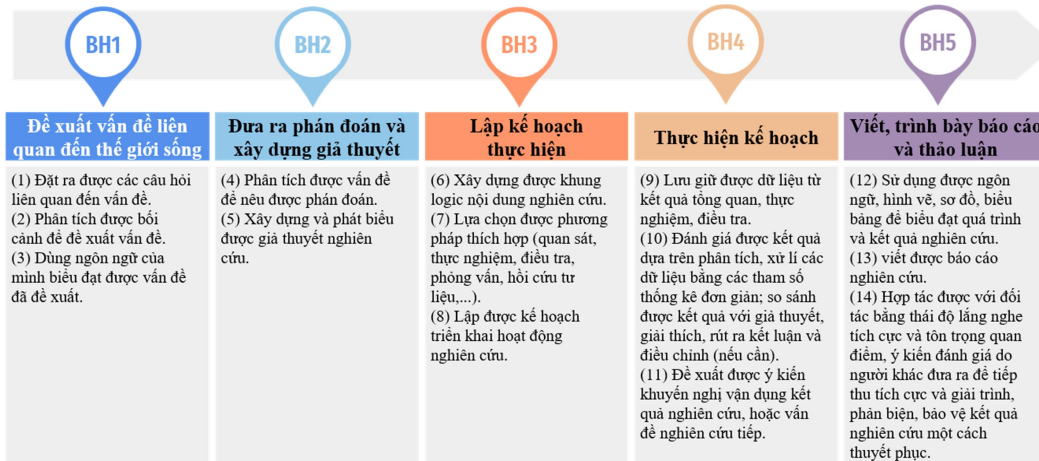 BH1
BH2
BH3
BH4
BH5
Đề xuất vấn đề liên
quan đến thế giới sống
(1) Đặt ra được các câu hỏi
liên quan đến vấn đề.
(2) Phân tích được bối
cảnh để đề xuất vấn đề.
(3) Dùng ngôn ngữ của
mình biểu đạt được vấn đề
đã đề xuất.
Đưa ra phán đoán và
xây dựng giả thuyết
(4) Phân tích được vấn đề
để nêu được phán đoán.
(5) Xây dựng và phát biểu
được giả thuyết nghiên
cứu.
Lập kế hoạch
thực hiện
(6) Xây dựng được khung
logic nội dung nghiên cứu.
(7) Lựa chọn được phương
pháp thích hợp (quan sát,
thực nghiệm, điều tra,
phỏng vấn, hồi cứu tư
liệu,...).
(8) Lập được kế hoạch
triển khai hoạt động
nghiên cứu.
Thực hiện kế hoạch
(9) Lưu giữ được dữ liệu từ
kết quả tổng quan, thực
nghiệm, điều tra.
(10) Đánh giá được kết quả
dựa trên phân tích, xử lí các
dữ liệu bằng các tham số
thống kê đơn giản; so sánh
được kết quả với giả thuyết,
giải thích, rút ra kết luận và
điều chỉnh (nếu cần).
(11) Đề xuất được ý kiến
khuyến nghị vận dụng kết
quả nghiên cứu, hoặc vấn
đề nghiên cứu tiếp.
Viết, trình bày báo cáo
và thảo luận
(12) Sử dụng được ngôn
ngữ, hình vẽ, sơ đồ, biểu
bảng để biểu đạt quá trình
và kết quả nghiên cứu.
(13) viết được báo cáo
nghiên cứu.
(14) Hợp tác được với đối
tác bằng thái độ lắng nghe
tích cực và tôn trọng quan
điểm, ý kiến đánh giá do
người khác đưa ra để tiếp
thu tích cực và giải trình,
phản biện, bảo vệ kết quả
nghiên cứu một cách
thuyết phục.